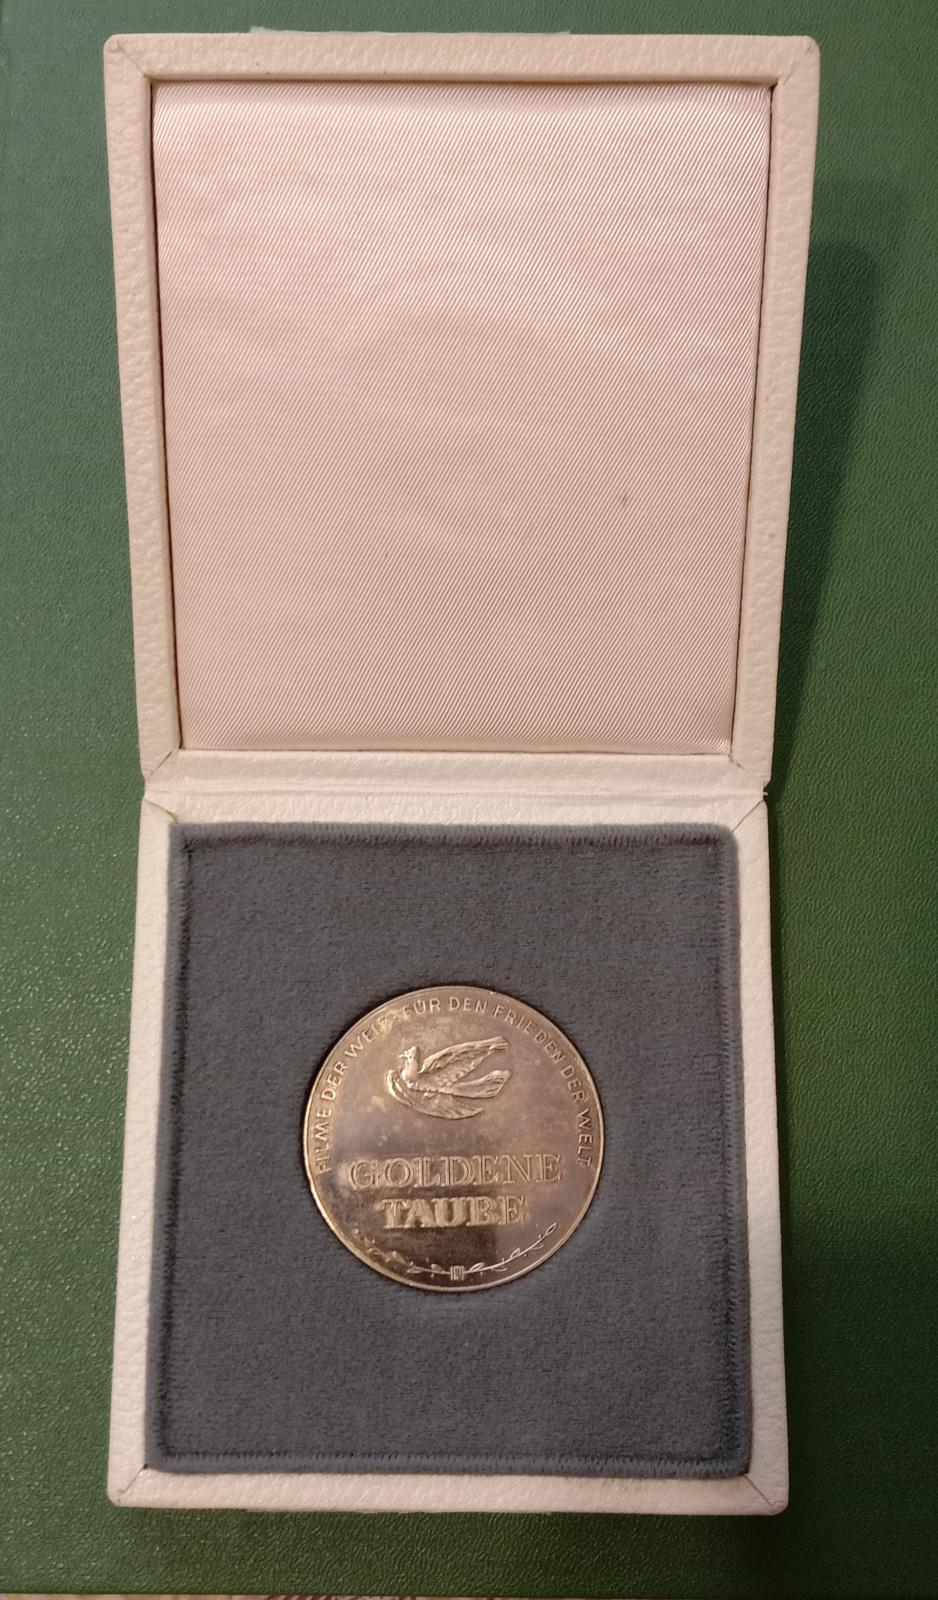 FILME DER WELT · FÜR DEN FRIEDEN DER WELT
GOLDENE
TAUBE